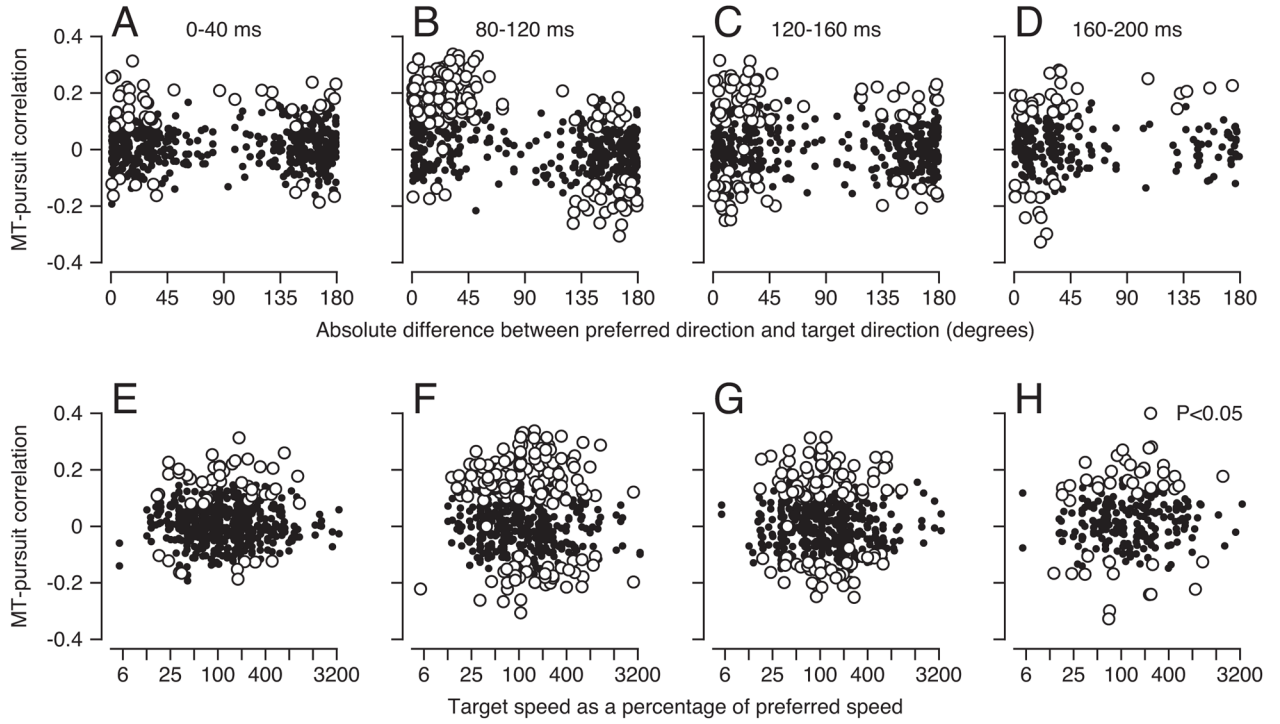 A 0-40 ms B 80-120 ms C 120-160 ms D 160-200 ms
MT-pursuit correlation
0.4
0.2
0
-0.2
-0.4
0 45 90 135 180 0 45 90 135 180 0 45 90 135 180 0 45 90 135 180
Absolute difference between preferred direction and target direction (degrees)
E F G H
P<0.05
MT-pursuit correlation
0.4
0.2
0
-0.2
-0.4
6 25 100 400 3200 6 25 100 400 3200 6 25 100 400 3200 6 25 100 400 3200
Target speed as a percentage of preferred speed